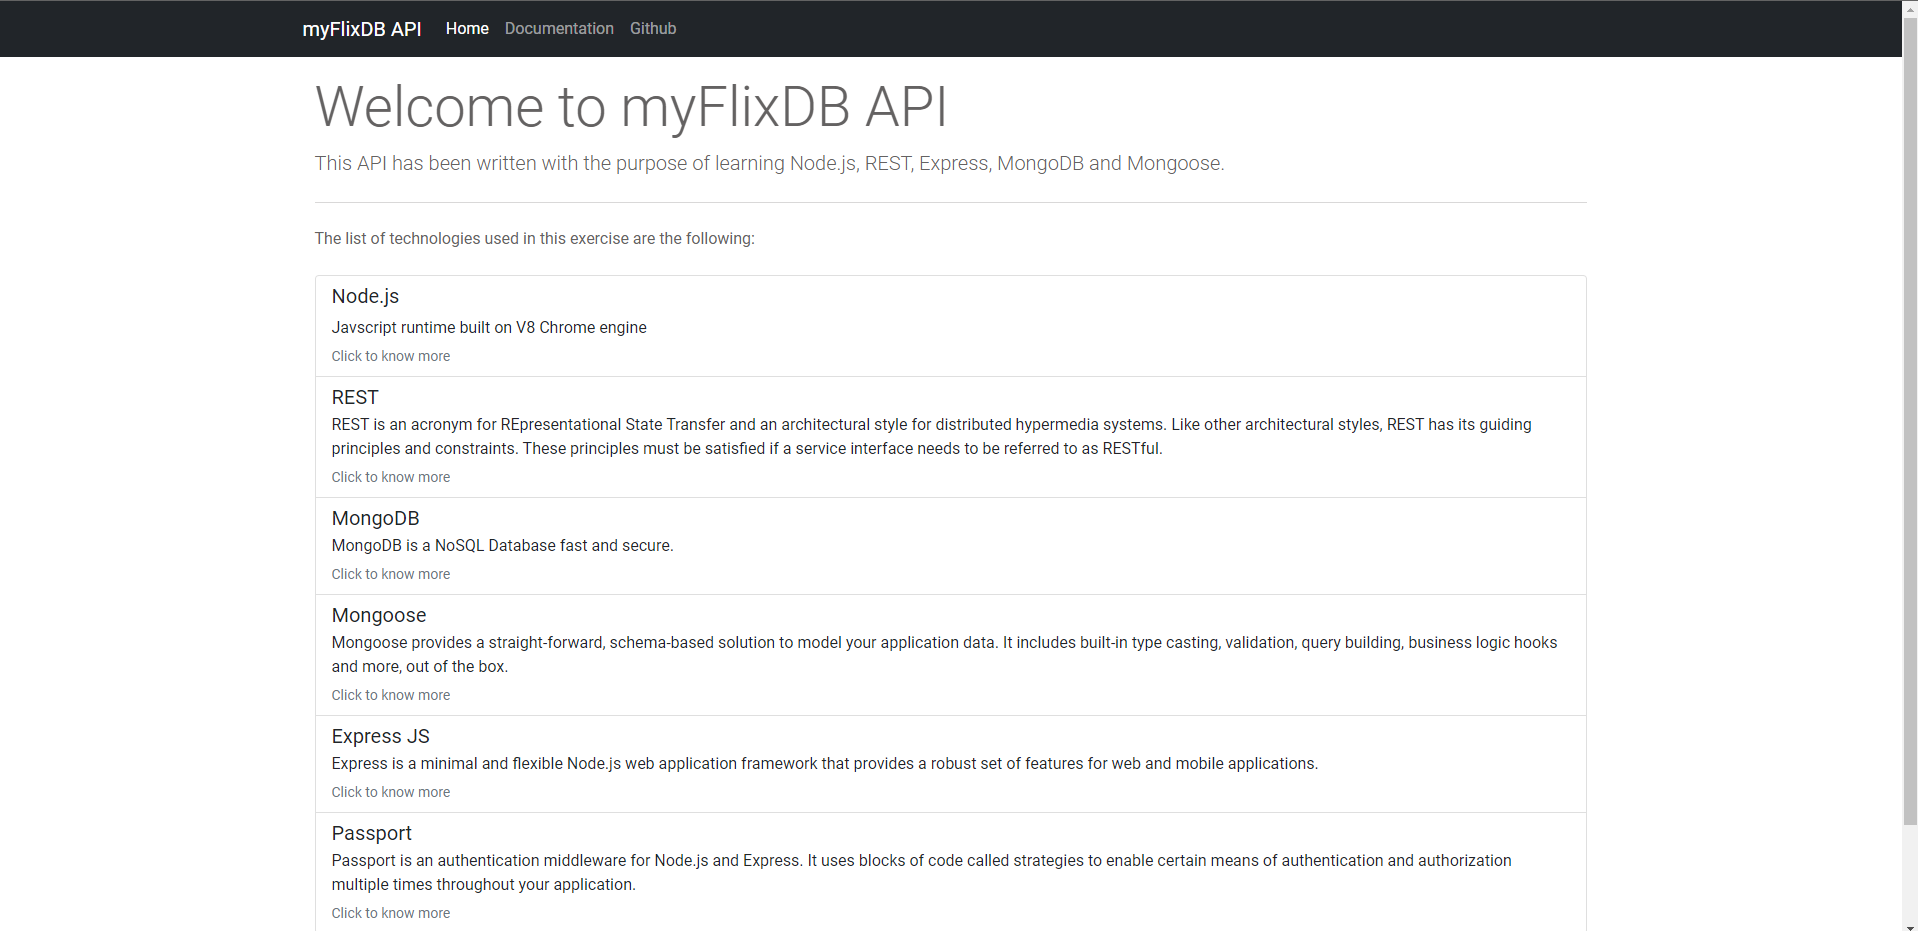 myFlixDB API Home Documentation Github
Welcome to myFlixDB API
This API has been written with the purpose of learning Node.js, REST, Express, MongoDB and Mongoose.
The list of technologies used in this exercise are the following:
Node.js
Javscript runtime built on V8 Chrome engine
Click to know more
REST
REST is an acronym for REpresentational State Transfer and an architectural style for distributed hypermedia systems. Like other architectural styles, REST has its guiding
principles and constraints. These principles must be satisfied if a service interface needs to be referred to as RESTful.
Click to know more
MongoDB
MongoDB is a NoSQL Database fast and secure.
Click to know more
Mongoose
Mongoose provides a straight-forward, schema-based solution to model your application data. It includes built-in type casting, validation, query building, business logic hooks
and more, out of the box.
Click to know more
Express JS
Express is a minimal and flexible Node.js web application framework that provides a robust set of features for web and mobile applications.
Click to know more
Passport
Passport is an authentication middleware for Node.js and Express. It uses blocks of code called strategies to enable certain means of authentication and authorization
multiple times throughout your application.
Click to know more